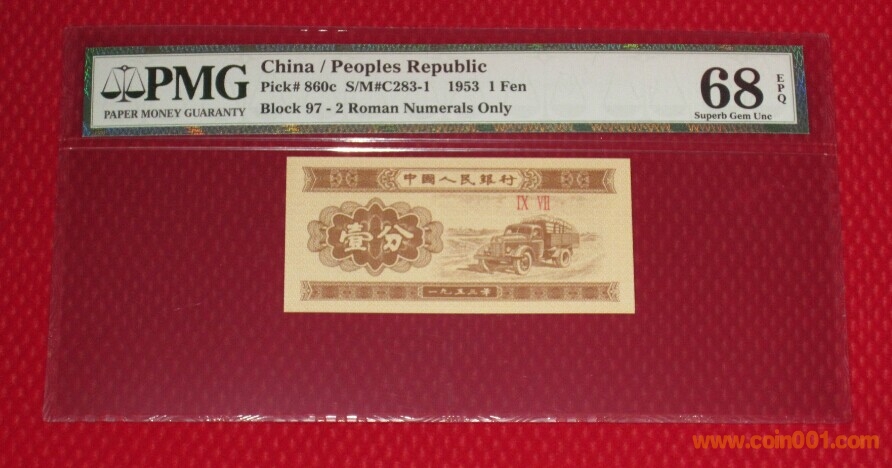 PMG
PAPER MONEY GUARANTY
China / Peoples Republic
Pick# 860c S/M#C283-1 1953 1 Fen
Block 97 - 2 Roman Numerals Only
68 EPQ
Superb Gem Unc
中國人民銀行
IX VII
壹分
一九五三年
www.coin001.com